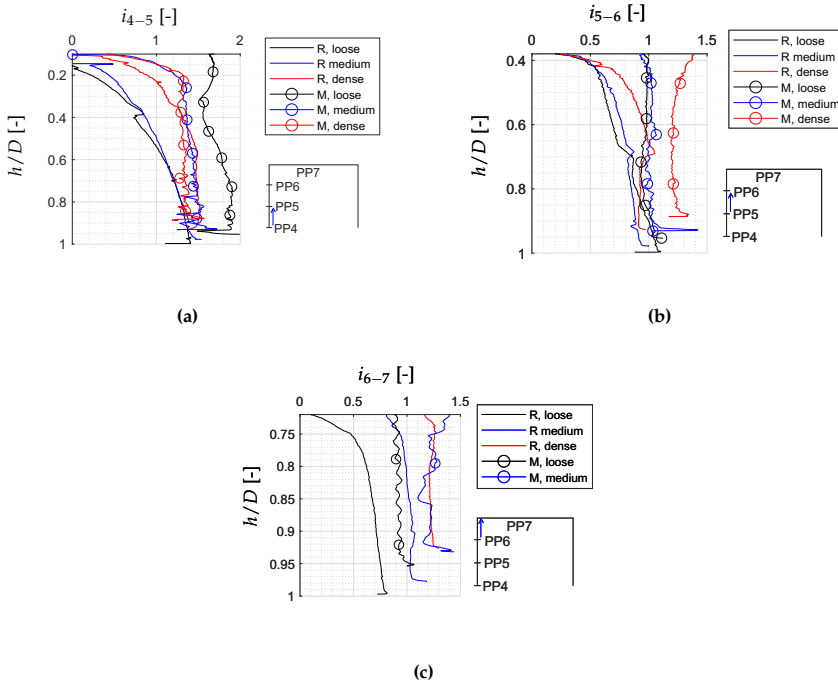 i4−5 [-]
0 1 2
0.2
0.4
0.6
0.8
1
h/D [-]
R, loose
R medium
R, dense
M, loose
M, medium
M, dense
PP7
PP6
PP5
PP4
(a)
i5−6 [-]
0 0.5 1 1.5
0.4
0.6
0.8
1
h/D [-]
R, loose
R, medium
R, dense
M, loose
M, medium
M, dense
PP7
PP6
PP5
PP4
(b)
i6−7 [-]
0 0.5 1 1.5
0.75
0.8
0.85
0.9
0.95
1
h/D [-]
R, loose
R medium
R, dense
M, loose
M, medium
PP7
PP6
PP5
PP4
(c)